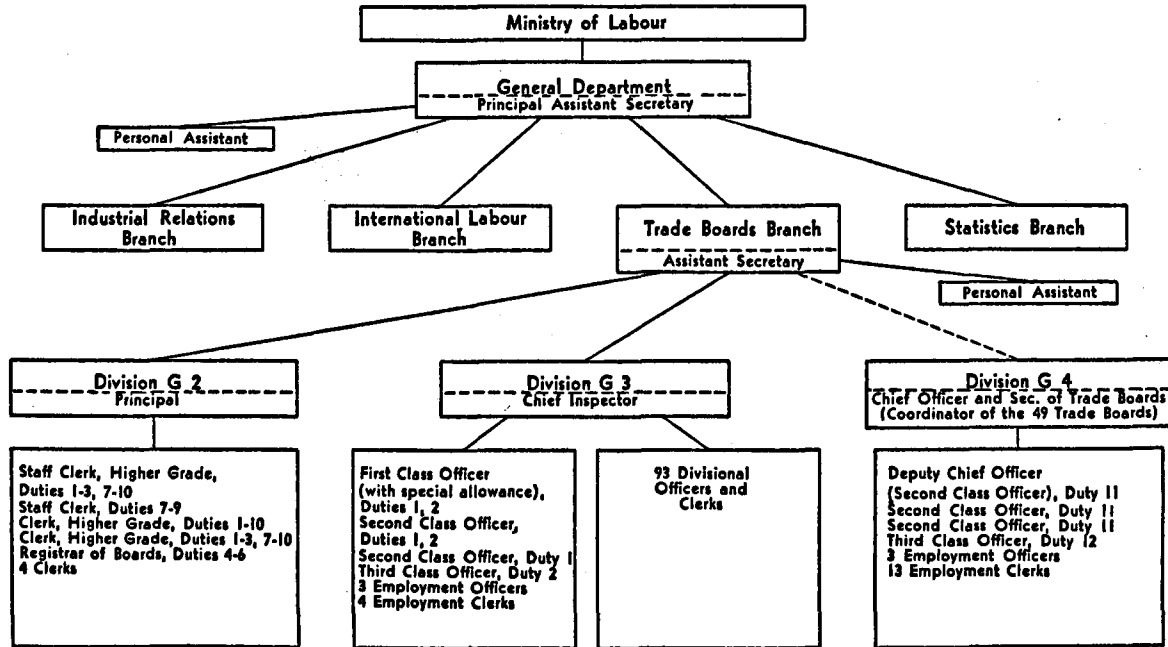 Ministry of Labour
General Department
Principal Assistant Secretary
Personal Assistant
Industrial Relations
Branch
International Labour
Branch
Trade Boards Branch
Assistant Secretary
Statistics Branch
Personal Assistant
Division G 2
Principal
Division G 3
Chief Inspector
Division G 4
Chief Officer and Sec. of Trade Boards
(Coordinator of the 49 Trade Boards)
Staff Clerk, Higher Grade,
Duties 1-3, 7-10
Staff Clerk, Duties 7-9
Clerk, Higher Grade, Duties 1-10
Clerk, Higher Grade, Duties 1-3, 7-10
Registrar of Boards, Duties 4-6
4 Clerks
First Class Officer
(with special allowance),
Duties 1, 2
Second Class Officer,
Duties 1, 2
Second Class Officer, Duty 1
Third Class Officer, Duty 2
3 Employment Officers
4 Employment Clerks
93 Divisional
Officers and
Clerks
Deputy Chief Officer
(Second Class Officer), Duty 11
Second Class Officer, Duty 11
Second Class Officer, Duty 11
Third Class Officer, Duty 12
3 Employment Officers
13 Employment Clerks